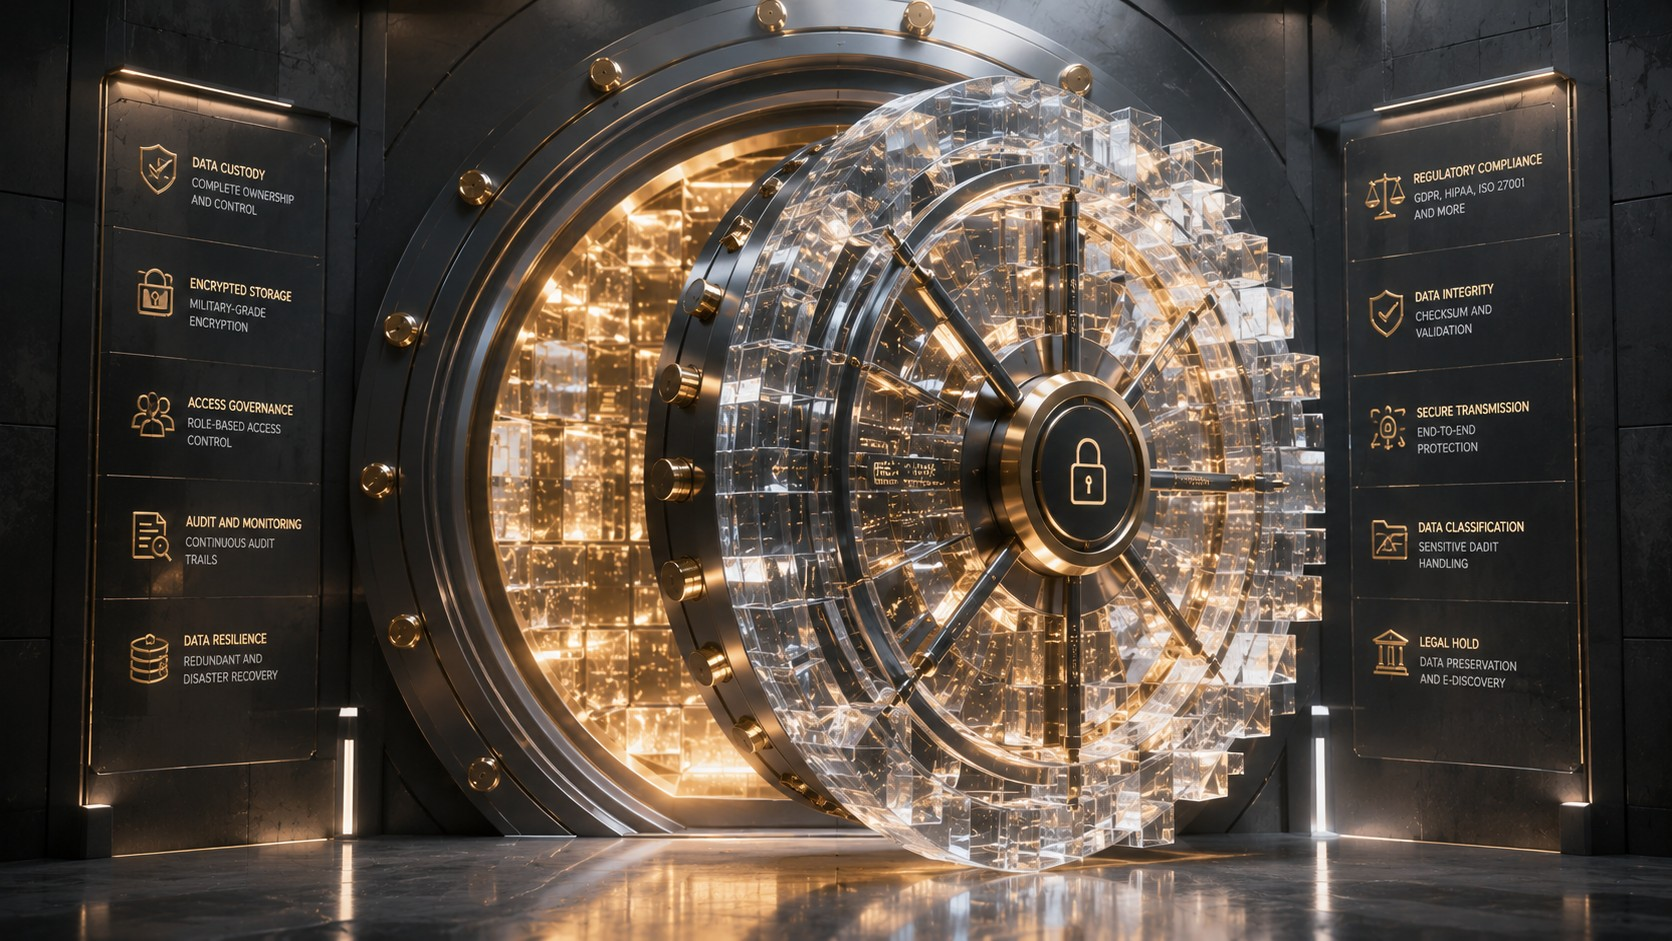 DATA CUSTODY
COMPLETE OWNERSHIP
AND CONTROL
ENCRYPTED STORAGE
MILITARY-GRADE
ENCRYPTION
ACCESS GOVERNANCE
ROLE-BASED ACCESS
CONTROL
AUDIT AND MONITORING
CONTINUOUS AUDIT
TRAILS
DATA RESILIENCE
REDUNDANT AND
DISASTER RECOVERY
REGULATORY COMPLIANCE
GDPR, HIPAA, ISO 27001
AND MORE
DATA INTEGRITY
CHECKSUM AND
VALIDATION
SECURE TRANSMISSION
END-TO-END
PROTECTION
DATA CLASSIFICATION
SENSITIVE DADIT
HANDLING
LEGAL HOLD
DATA PRESERVATION
AND E-DISCOVERY